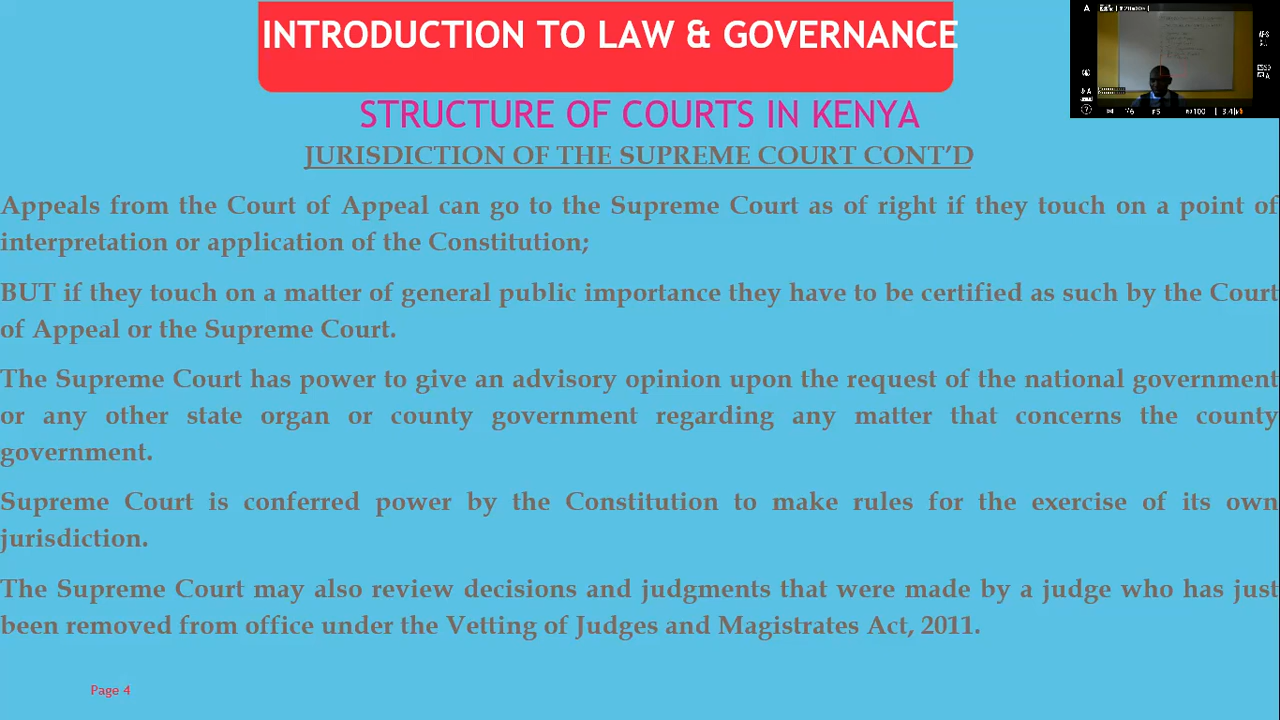 INTRODUCTION TO LAW & GOVERNANCE
STRUCTURE OF COURTS IN KENYA
JURISDICTION OF THE SUPREME COURT CONT'D
Appeals from the Court of Appeal can go to the Supreme Court as of right if they touch on a point of
interpretation or application of the Constitution;
BUT if they touch on a matter of general public importance they have to be certified as such by the Court
of Appeal or the Supreme Court.
The Supreme Court has power to give an advisory opinion upon the request of the national government
or any other state organ or county government regarding any matter that concerns the county
government.
Supreme Court is conferred power by the Constitution to make rules for the exercise of its own
jurisdiction.
The Supreme Court may also review decisions and judgments that were made by a judge who has just
been removed from office under the Vetting of Judges and Magistrates Act, 2011.
Page 4